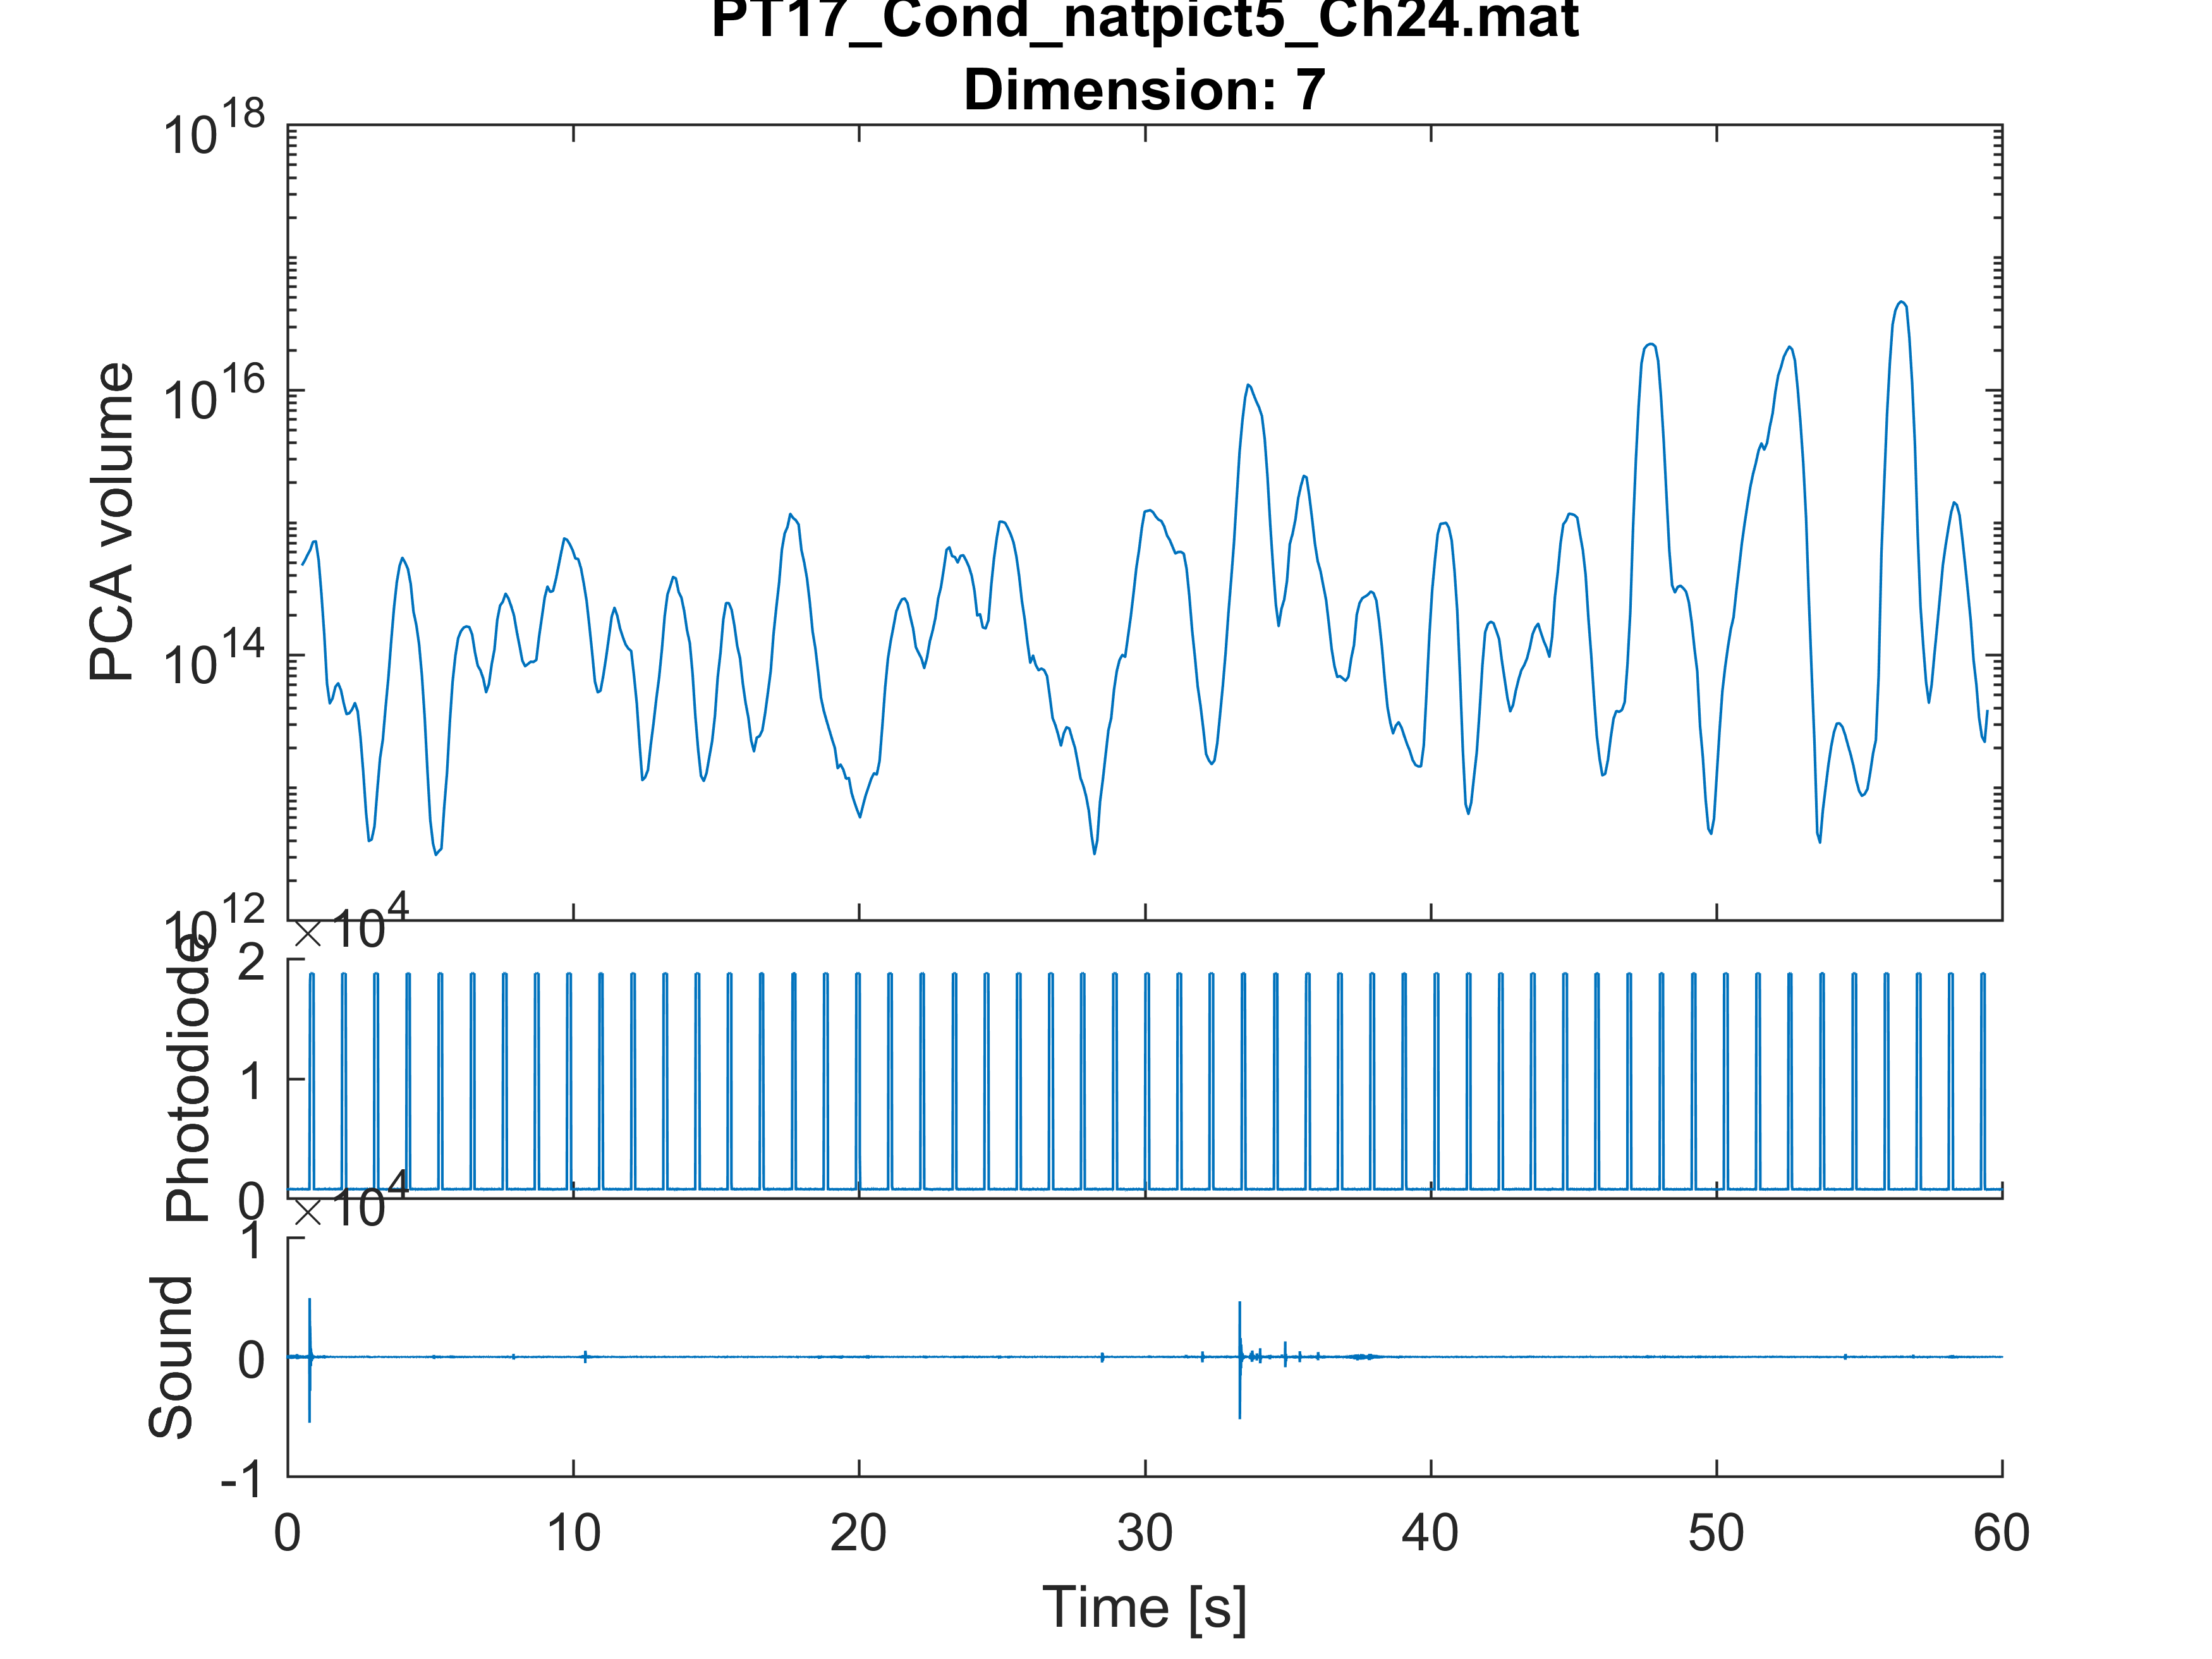 PT17_Cond_natpict5_Ch24.mat
Dimension: 7
10^18
10^16
10^14
10^12
PCA volume
×10^4
2
1
0
Photodiode
×10^4
1
0
-1
Sound
0 10 20 30 40 50 60
Time [s]